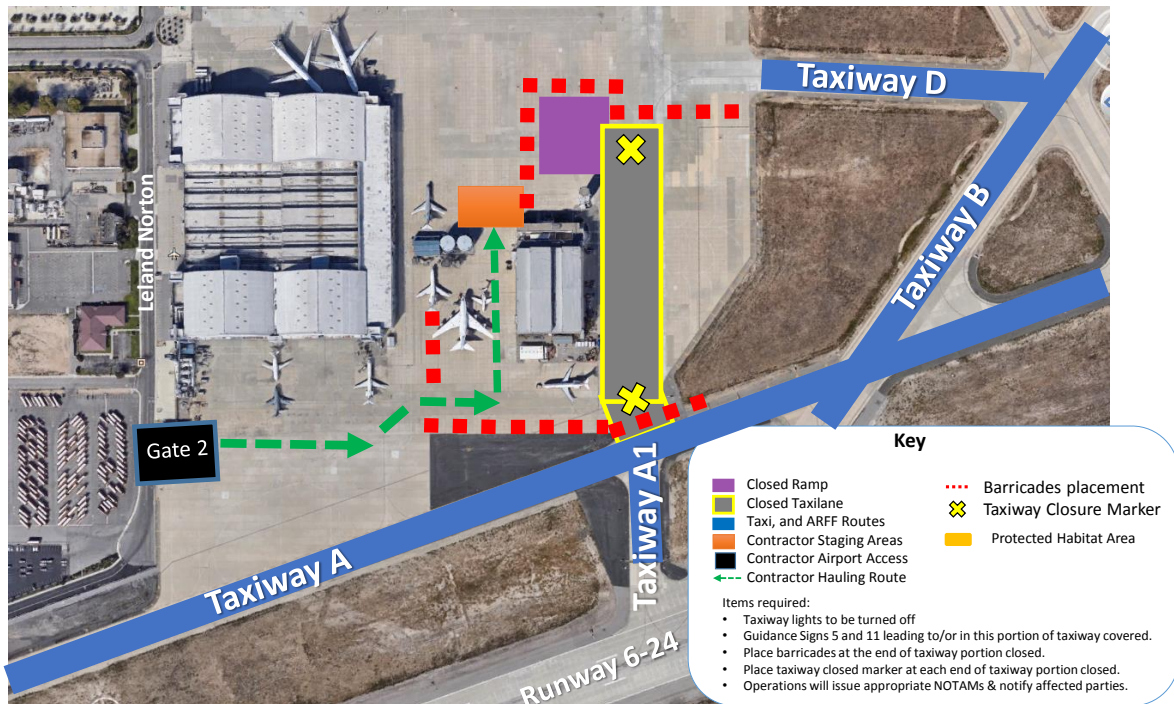 Taxiway D
Leland Norton
Taxiway B
Gate 2
Taxiway A
Taxiway A1
Runway 6-24
Key
Closed Ramp
Closed Taxilane
Taxi, and ARFF Routes
Contractor Staging Areas
Contractor Airport Access
Contractor Hauling Route
Barricades placement
Taxiway Closure Marker
Protected Habitat Area
Items required:
• Taxiway lights to be turned off
• Guidance Signs 5 and 11 leading to/or in this portion of taxiway covered.
• Place barricades at the end of taxiway portion closed.
• Place taxiway closed marker at each end of taxiway portion closed.
• Operations will issue appropriate NOTAMs & notify affected parties.